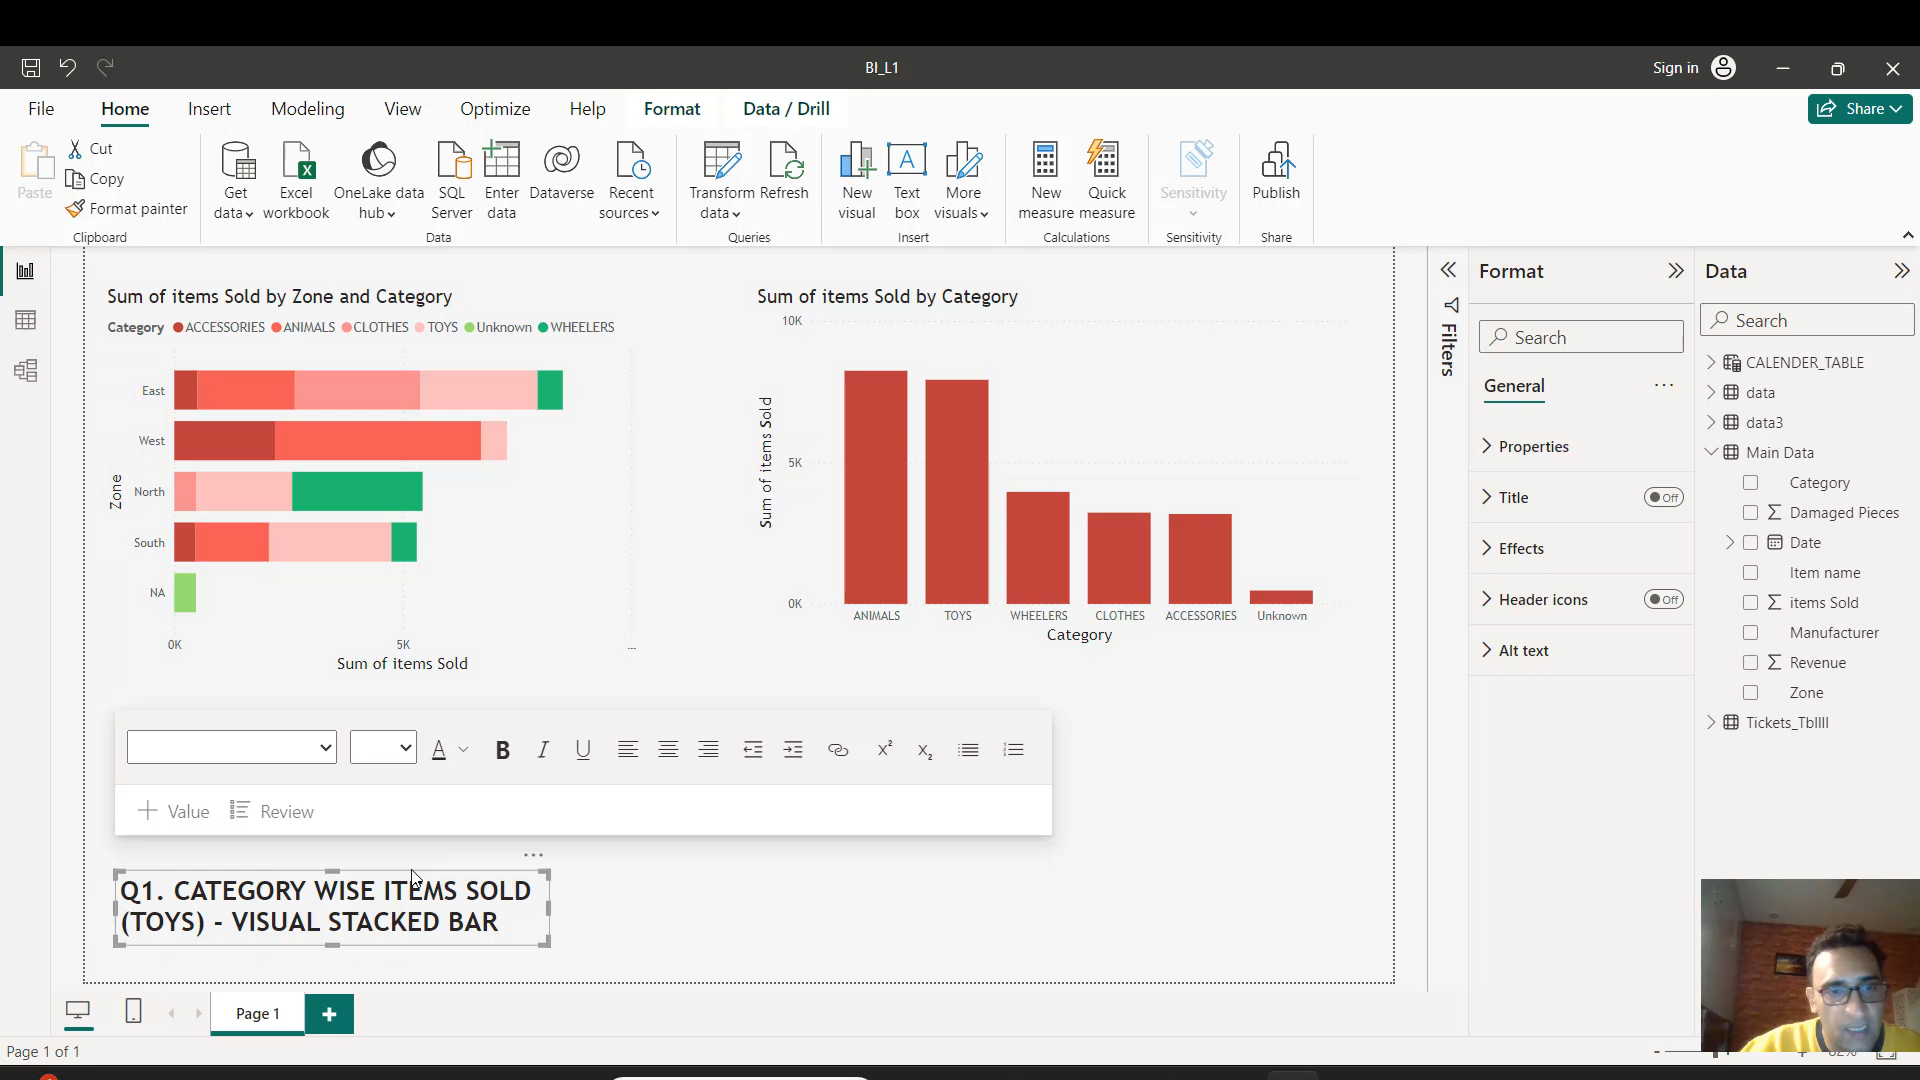 BI_L1
Sign in
File Home Insert Modeling View Optimize Help Format Data / Drill
Share
Paste
Cut
Copy
Format painter
Clipboard
Get data
Excel workbook
OneLake data hub
SQL Server
Enter data
Dataverse
Recent sources
Data
Transform data
Refresh
Queries
New visual
Text box
More visuals
Insert
New measure
Quick measure
Calculations
Sensitivity
Sensitivity
Publish
Share
Sum of items Sold by Zone and Category
Category ACCESSORIES ANIMALS CLOTHES TOYS Unknown WHEELERS
Zone
East
West
North
South
NA
0K 5K ...
Sum of items Sold
Sum of items Sold by Category
Sum of items Sold
10K
5K
0K
ANIMALS TOYS WHEELERS CLOTHES ACCESSORIES Unknown
Category
A B I U x² x₂
Value Review
...
Q1. CATEGORY WISE ITEMS SOLD
(TOYS) - VISUAL STACKED BAR
Filters
Format
Search
General ...
Properties
Title Off
Effects
Header icons Off
Alt text
Data
Search
CALENDER_TABLE
data
data3
Main Data
Category
Damaged Pieces
Date
Item name
items Sold
Manufacturer
Revenue
Zone
Tickets_Tbllll
Page 1
Page 1 of 1